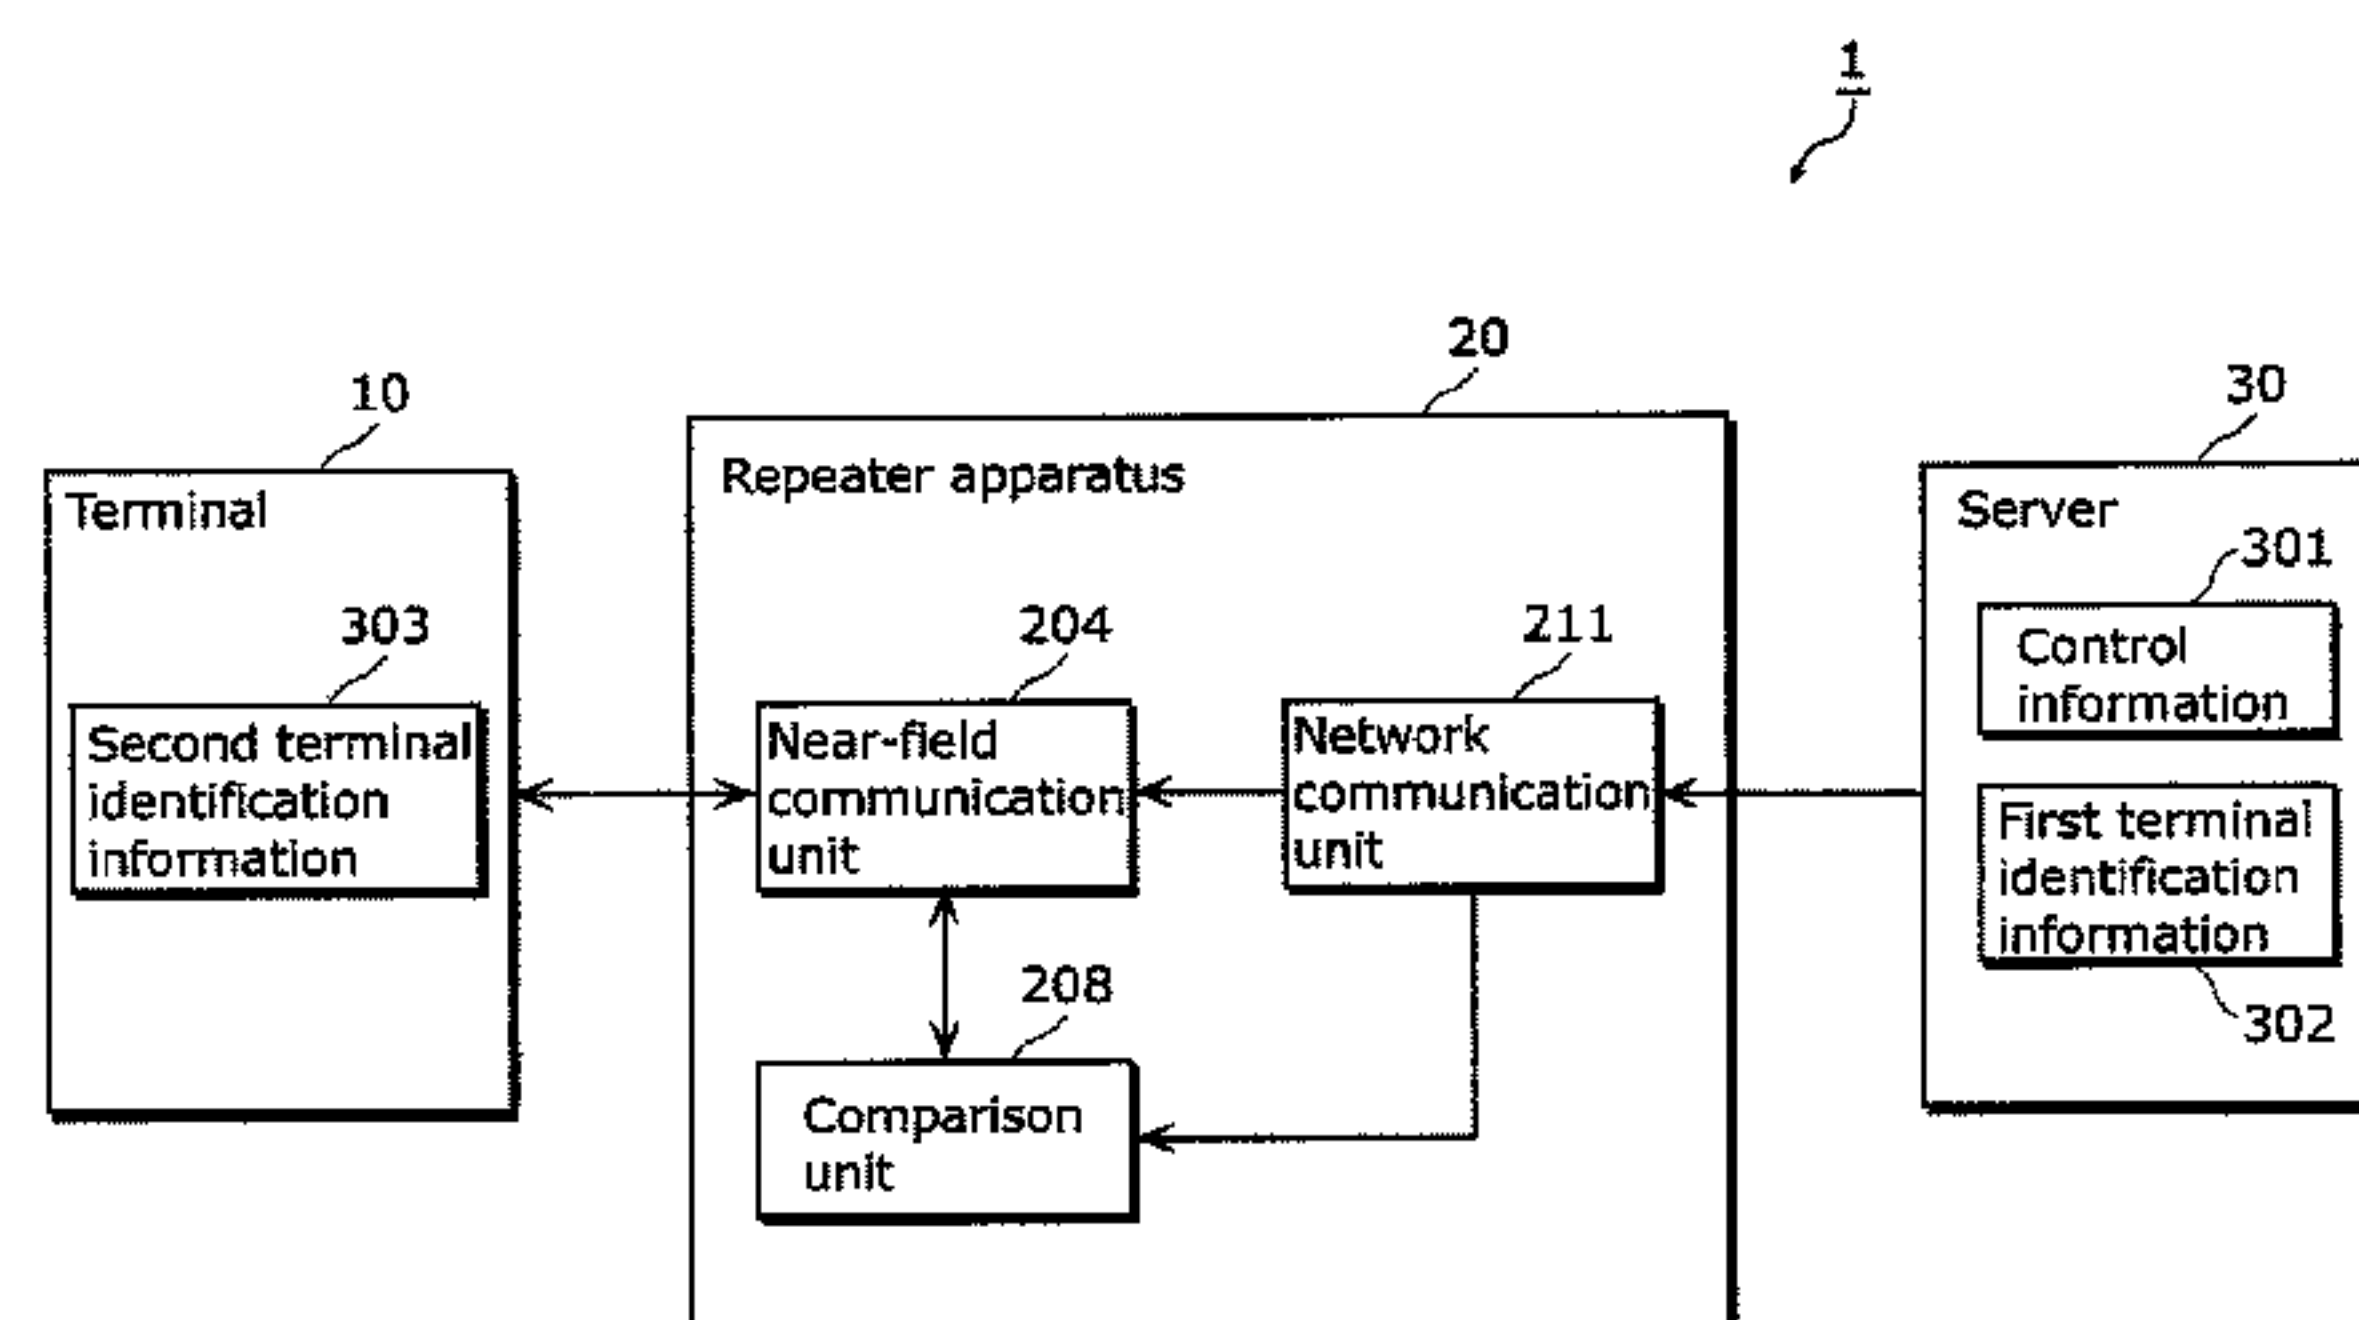 1
20
10
30
Repeater apparatus
Terminal
Server
301
303
204
211
Control
information
Second terminal
identification
information
Near-field
communication
unit
Network
communication
unit
First terminal
identification
information
208
302
Comparison
unit